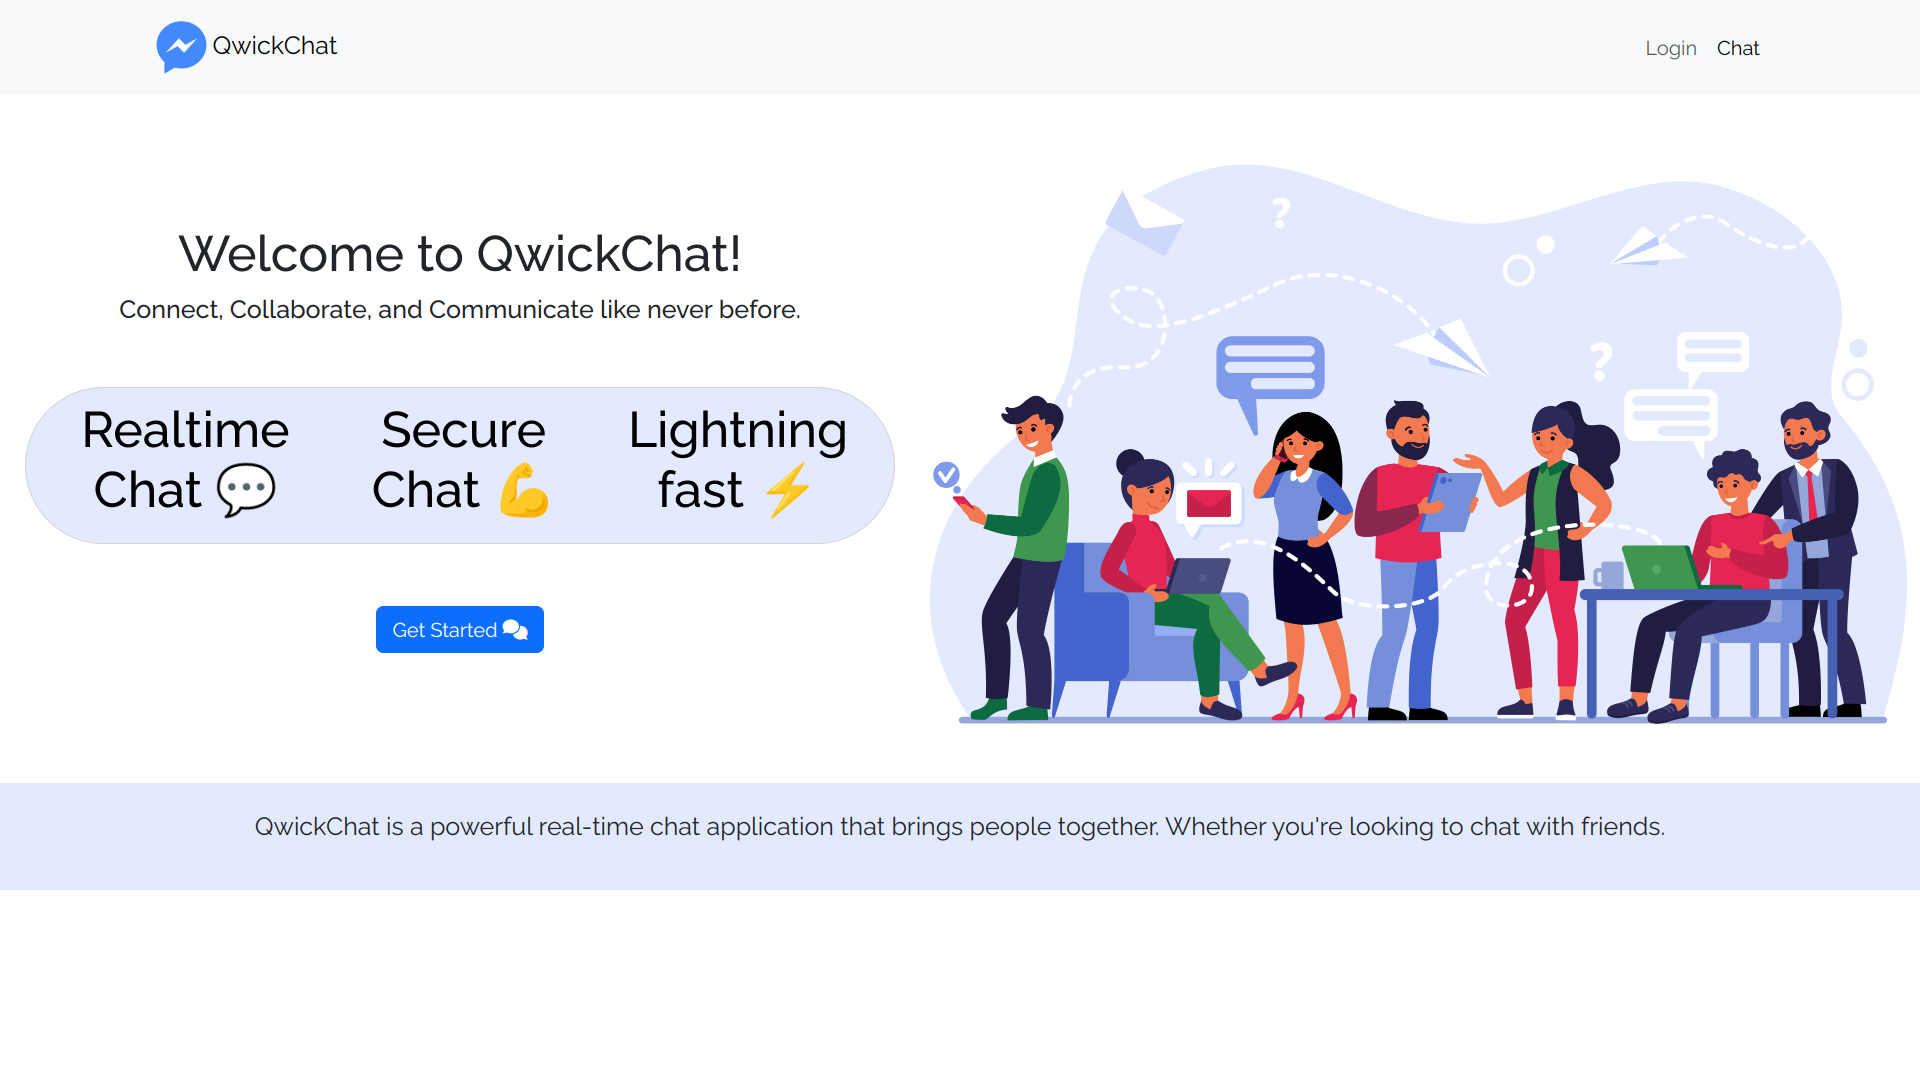 QwickChat
Login Chat
Welcome to QwickChat!
Connect, Collaborate, and Communicate like never before.
Realtime Chat 💬
Secure Chat 💪
Lightning fast ⚡
Get Started
QwickChat is a powerful real-time chat application that brings people together. Whether you're looking to chat with friends.